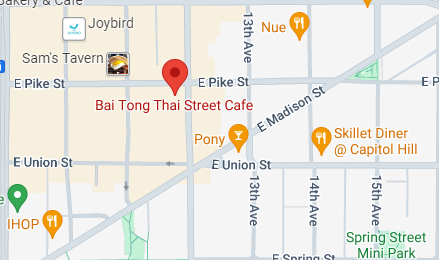 Bakery & Cafe
Joybird
Nue
13th Ave
Sam's Tavern
E Pike St
E Pike St
E P
Bai Tong Thai Street Cafe
E Madison St
Pony
Skillet Diner
@ Capitol Hill
E Union St
E Union St
e
13th Ave
14th Ave
15th Ave
IHOP
Spring Street
Mini Park
E Spring St